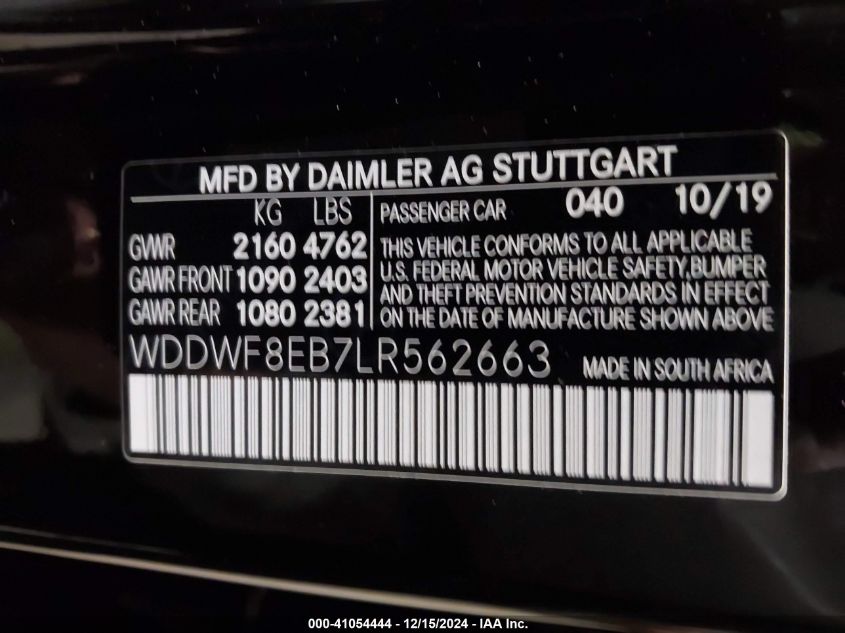 MFD BY DAIMLER AG STUTTGART
KG LBS
GVWR 2160 4762
GAWR FRONT 1090 2403
GAWR REAR 1080 2381
PASSENGER CAR 040 10/19
THIS VEHICLE CONFORMS TO ALL APPLICABLE
U.S. FEDERAL MOTOR VEHICLE SAFETY, BUMPER
AND THEFT PREVENTION STANDARDS IN EFFECT
ON THE DATE OF MANUFACTURE SHOWN ABOVE
WDDWF8EB7LR562663 MADE IN SOUTH AFRICA
000-41054444 - 12/15/2024 - IAA Inc.